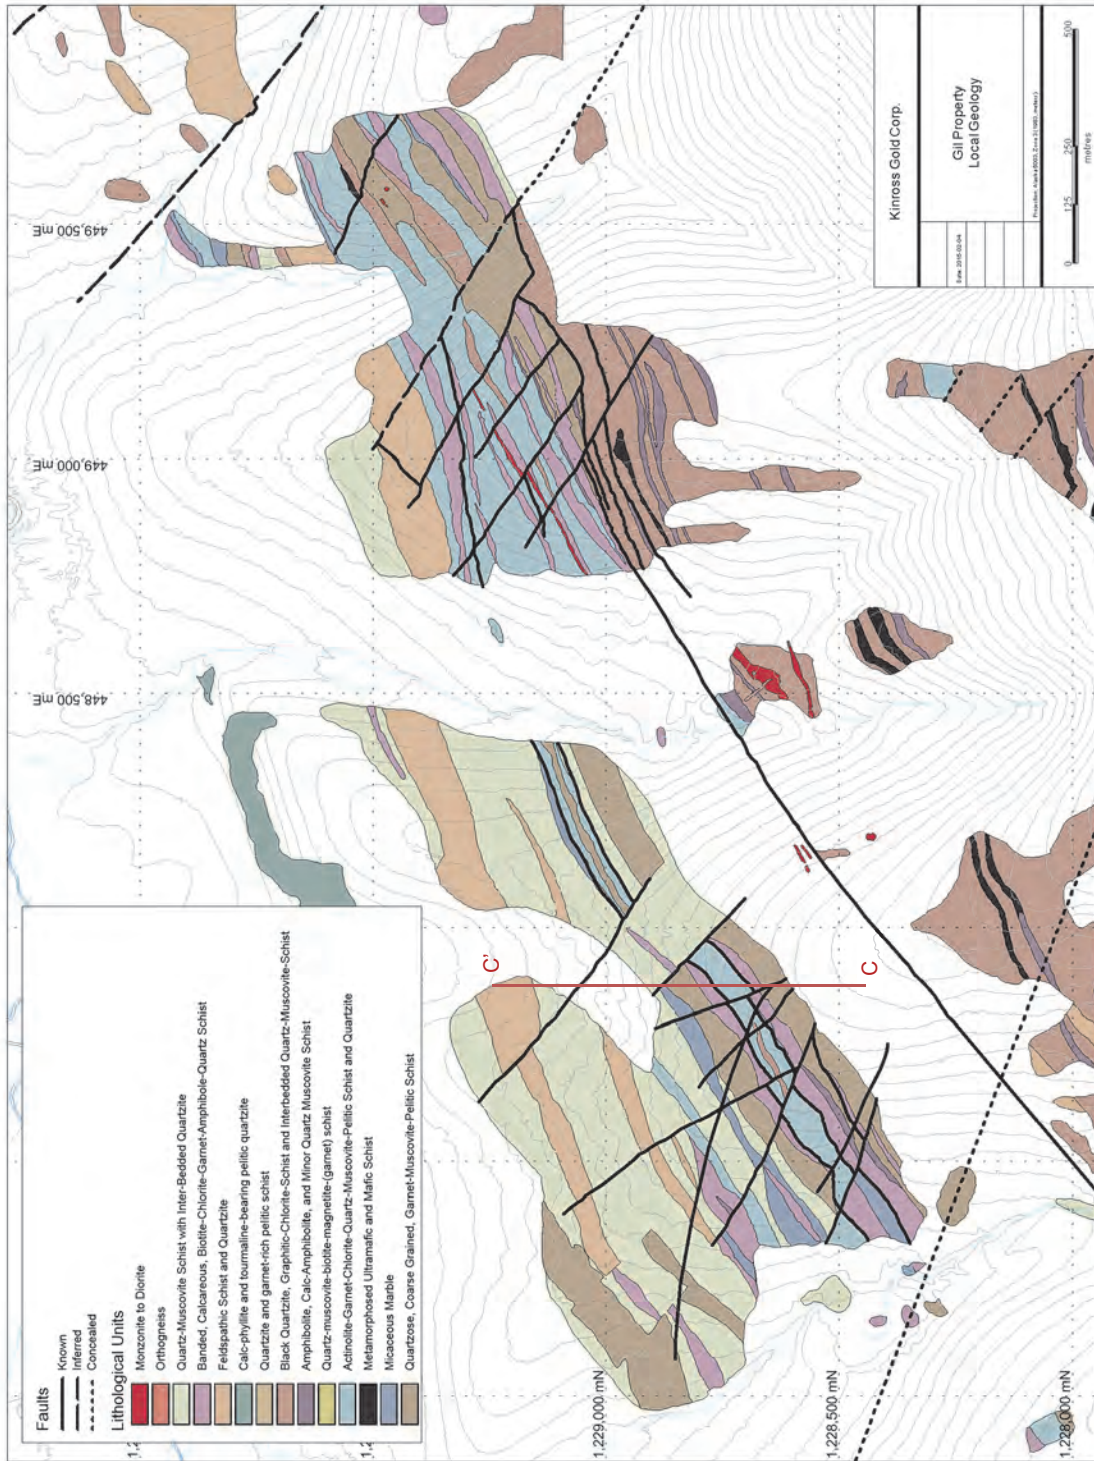 Faults
Known
Inferred
Concealed
Lithological Units
Monzonite to Diorite
Orthogneiss
Quartz-Muscovite Schist with Inter-Bedded Quartzite
Banded, Calcareous, Biotite-Chlorite-Garnet-Amphibole-Quartz Schist
Feldspathic Schist and Quartzite
Calc-phyllite and tourmaline-bearing pelitic quartzite
Quartzite and garnet-rich pelitic schist
Black Quartzite, Graphitic-Chlorite-Schist and Interbedded Quartz-Muscovite-Schist
Amphibolite, Calc-Amphibolite, and Minor Quartz Muscovite Schist
Quartz-muscovite-biotite-magnetite-(garnet) schist
Actinolite-Garnet-Chlorite-Quartz-Muscovite-Pelitic Schist and Quartzite
Metamorphosed Ultramafic and Mafic Schist
Micaceous Marble
Quartzose, Coarse Grained, Garnet-Muscovite-Pelitic Schist
1,2
1,2
1,229,000 mN
1,228,500 mN
1,228,000 mN
448,500 mE
449,000 mE
449,500 mE
C'
C
Kinross Gold Corp.
Gil Property
Local Geology
0 125 250 500
metres